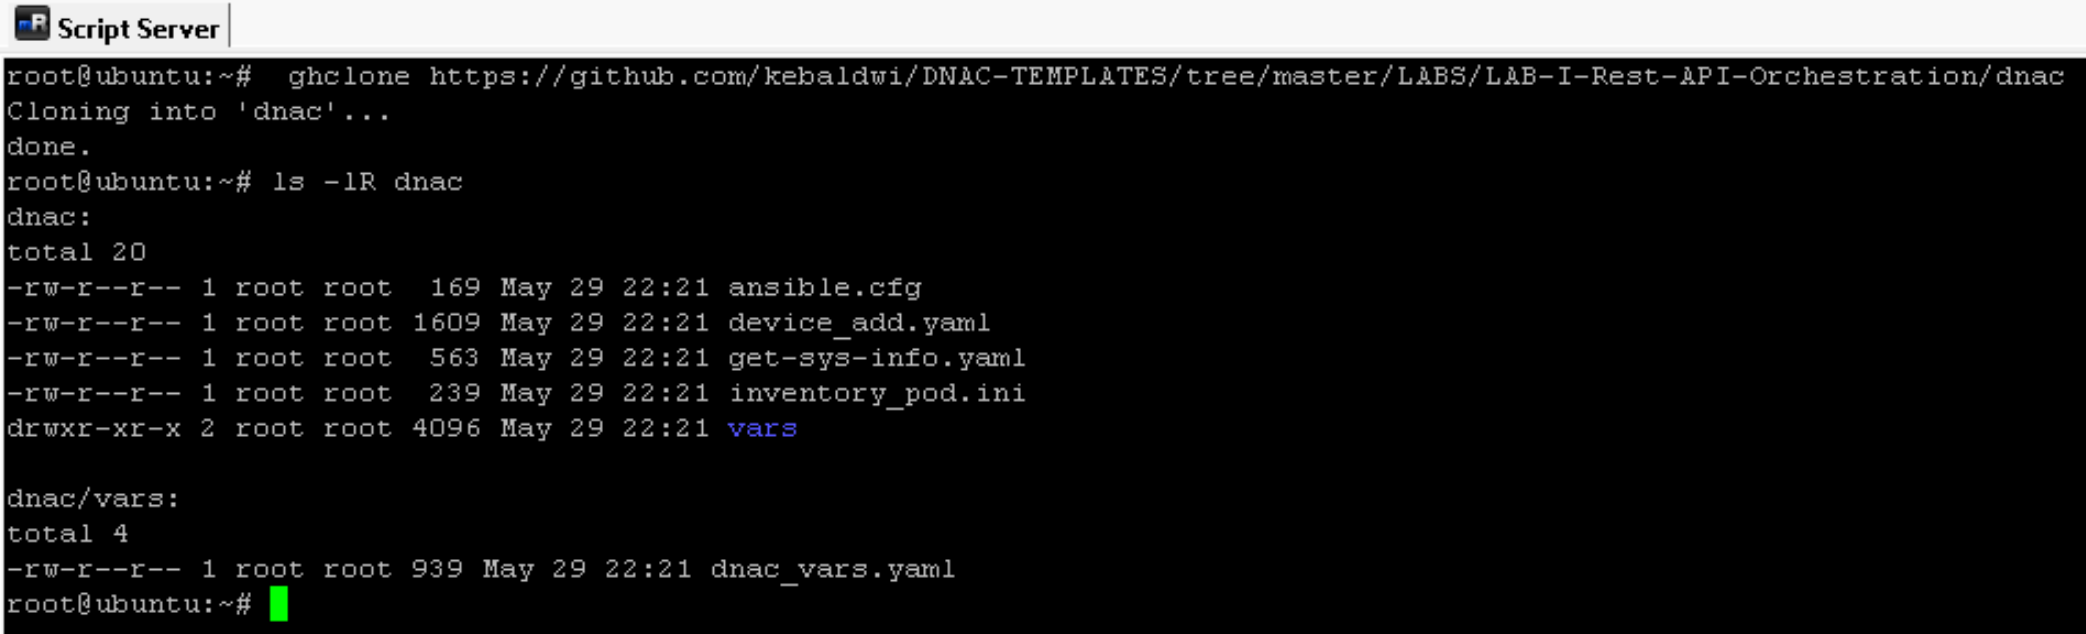 Script Server
root@ubuntu:~#  ghclone https://github.com/kebaldwi/DNAC-TEMPLATES/tree/master/LABS/LAB-I-Rest-API-Orchestration/dnac
Cloning into 'dnac'...
done.
root@ubuntu:~# ls -lR dnac
dnac:
total 20
-rw-r--r-- 1 root root  169 May 29 22:21 ansible.cfg
-rw-r--r-- 1 root root 1609 May 29 22:21 device_add.yaml
-rw-r--r-- 1 root root  563 May 29 22:21 get-sys-info.yaml
-rw-r--r-- 1 root root  239 May 29 22:21 inventory_pod.ini
drwxr-xr-x 2 root root 4096 May 29 22:21 vars
dnac/vars:
total 4
-rw-r--r-- 1 root root 939 May 29 22:21 dnac_vars.yaml
root@ubuntu:~#